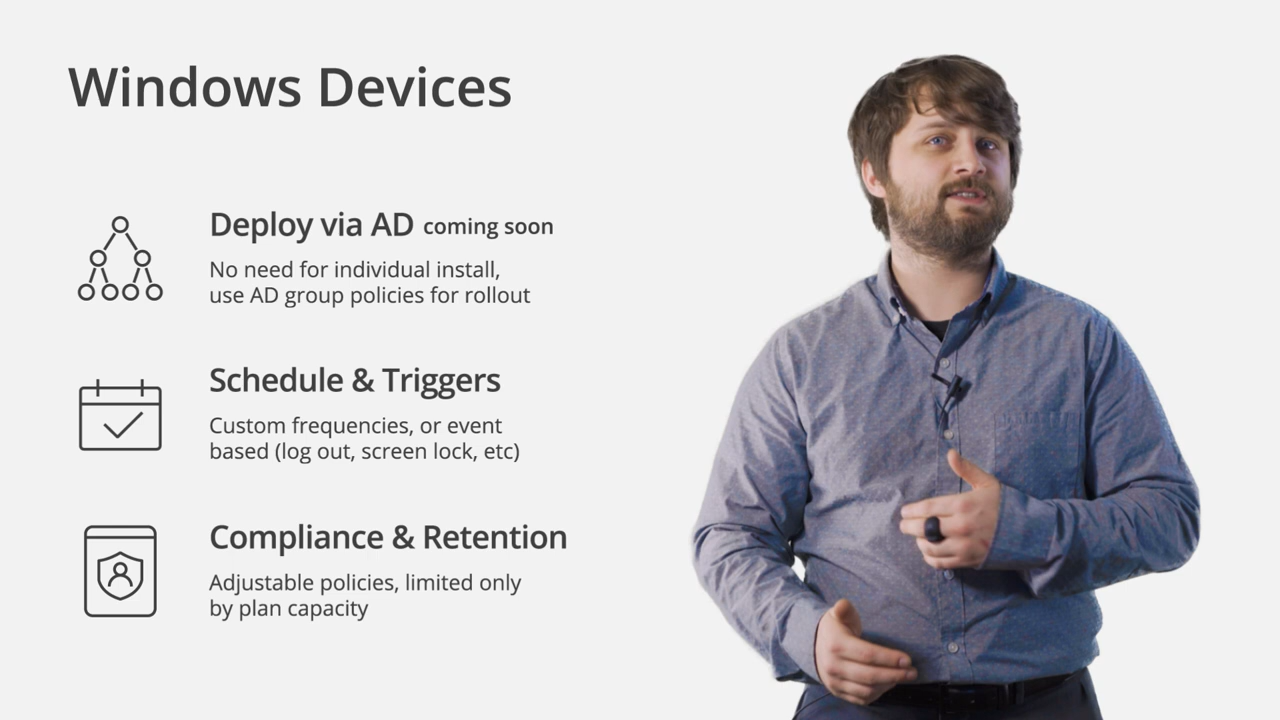 Windows Devices
Deploy via AD coming soon
No need for individual install,
use AD group policies for rollout
Schedule & Triggers
Custom frequencies, or event
based (log out, screen lock, etc)
Compliance & Retention
Adjustable policies, limited only
by plan capacity